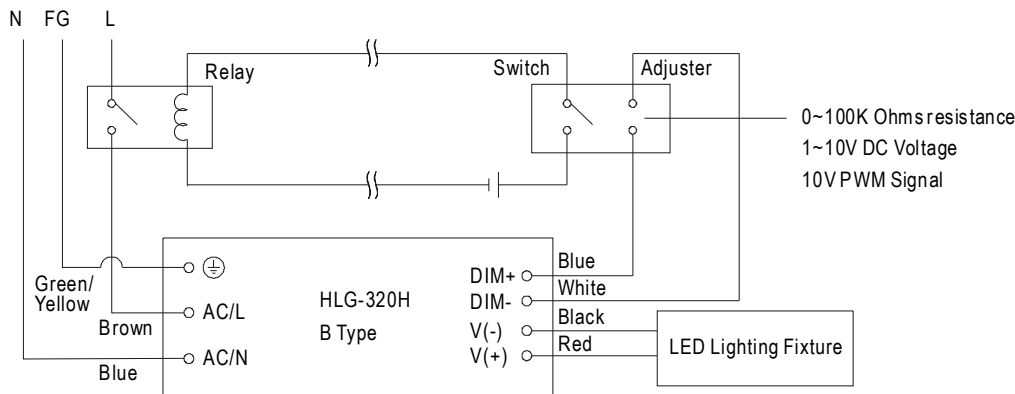 N FG L
Relay
Switch
Adjuster
0~100K Ohms resistance
1~10V DC Voltage
10V PWM Signal
Green/
Yellow
Brown
Blue
AC/L
AC/N
HLG-320H
B Type
DIM+
DIM-
V(-)
V(+)
Blue
White
Black
Red
LED Lighting Fixture